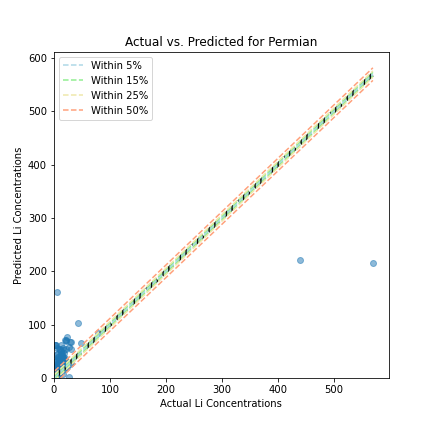 Actual vs. Predicted for Permian
Within 5%
Within 15%
Within 25%
Within 50%
600
500
400
300
200
100
0
Predicted Li Concentrations
0 100 200 300 400 500
Actual Li Concentrations